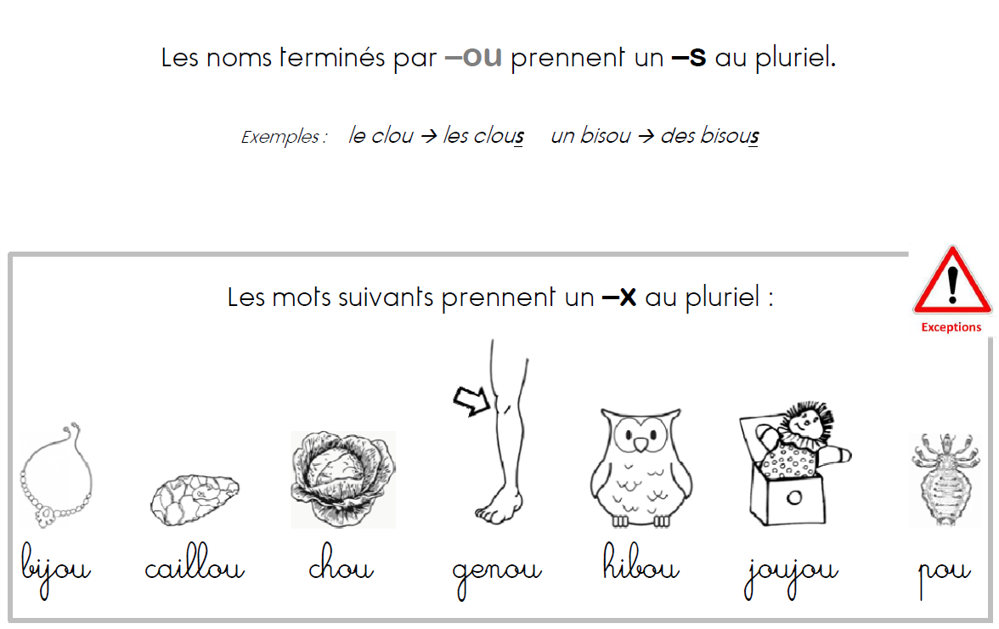 Les noms terminés par –ou prennent un –s au pluriel.
Exemples : le clou → les clous un bisou → des bisous
Exceptions
Les mots suivants prennent un –x au pluriel :
bijou caillou chou genou hibou joujou pou